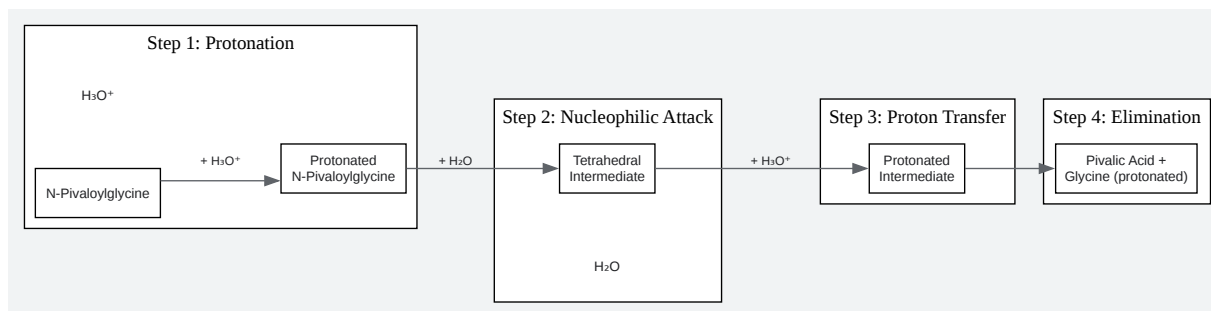 Step 1: Protonation
H₃O⁺
N-Pivaloylglycine
+ H₃O⁺
Protonated
N-Pivaloylglycine
+ H₂O
Step 2: Nucleophilic Attack
Tetrahedral
Intermediate
H₂O
+ H₃O⁺
Step 3: Proton Transfer
Protonated
Intermediate
Step 4: Elimination
Pivalic Acid +
Glycine (protonated)